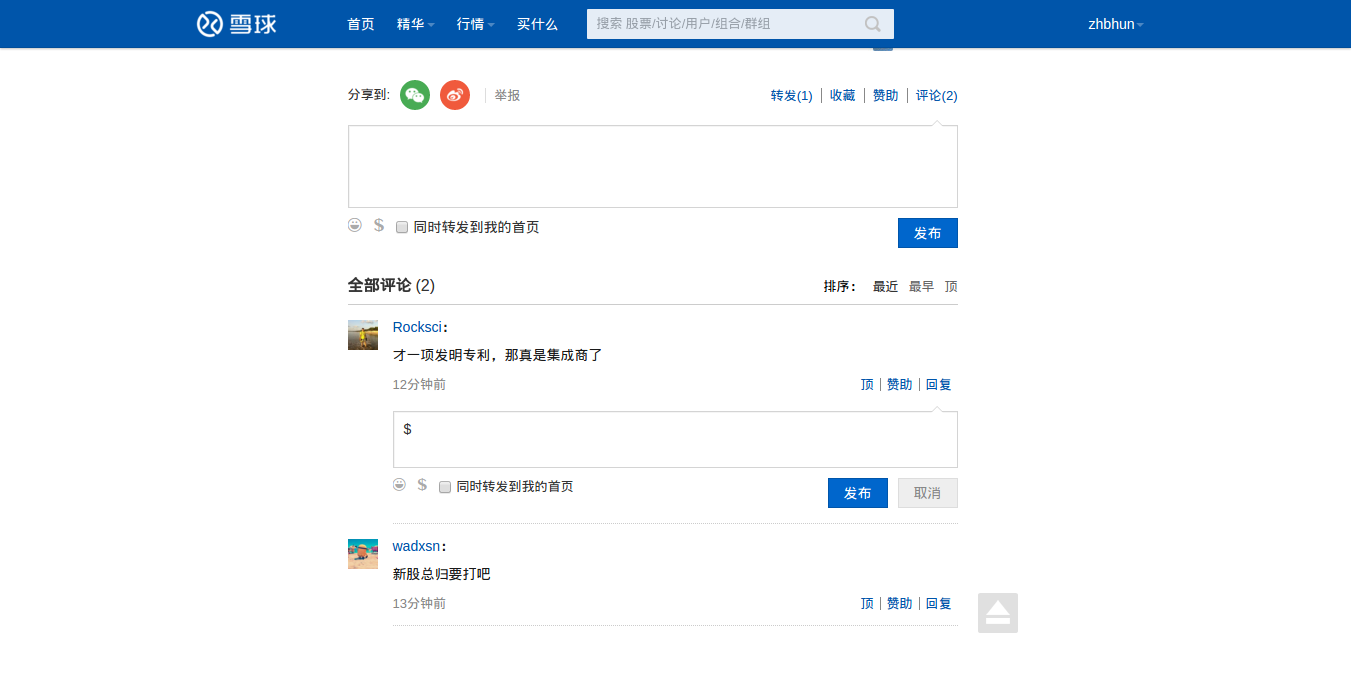 雪球 首页 精华 行情 买什么 搜索 股票/讨论/用户/组合/群组 zhbhun
分享到: 举报 转发(1) 收藏 赞助 评论(2)
$ 同时转发到我的首页 发布
全部评论 (2) 排序： 最近 最早 顶
Rocksci：
才一项发明专利，那真是集成商了
12分钟前 顶 赞助 回复
$
$ 同时转发到我的首页 发布 取消
wadxsn：
新股总归要打吧
13分钟前 顶 赞助 回复